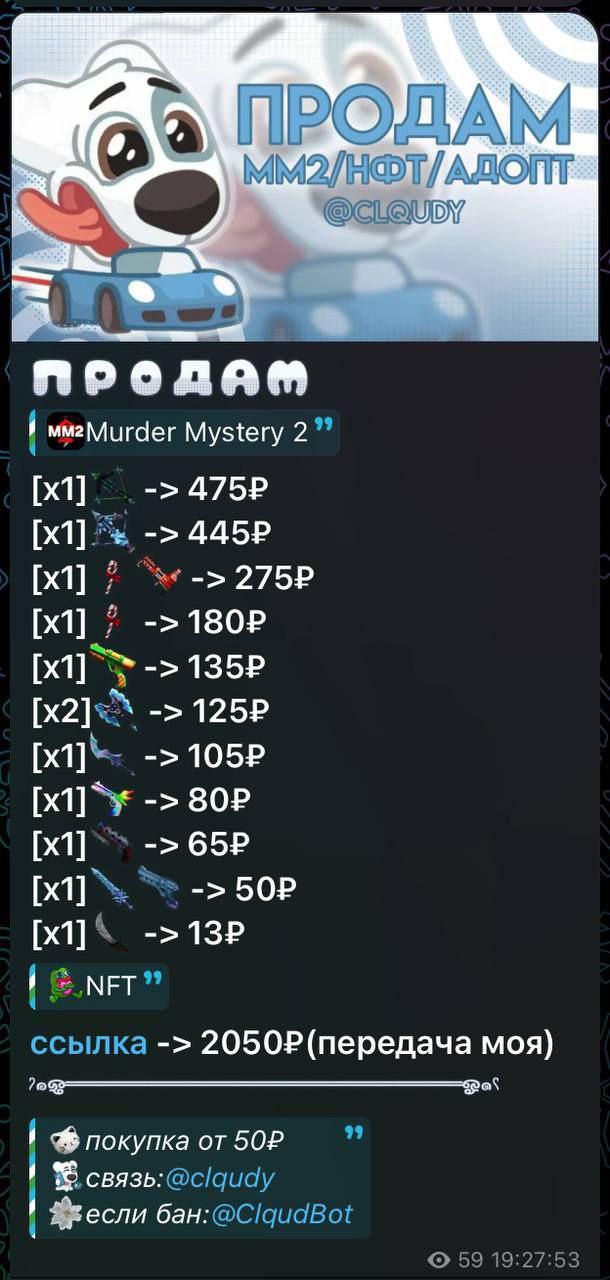 ПРОДАМ
ММ2/НФТ/АДОПТ
@CLQUDY
ПРОДАМ
MM2 Murder Mystery 2
[x1] -> 475₽
[x1] -> 445₽
[x1] -> 275₽
[x1] -> 180₽
[x1] -> 135₽
[x2] -> 125₽
[x1] -> 105₽
[x1] -> 80₽
[x1] -> 65₽
[x1] -> 50₽
[x1] -> 13₽
NFT
ссылка -> 2050₽(передача моя)
покупка от 50₽
связь:@clqudy
если бан:@ClqudBot
59 19:27:53